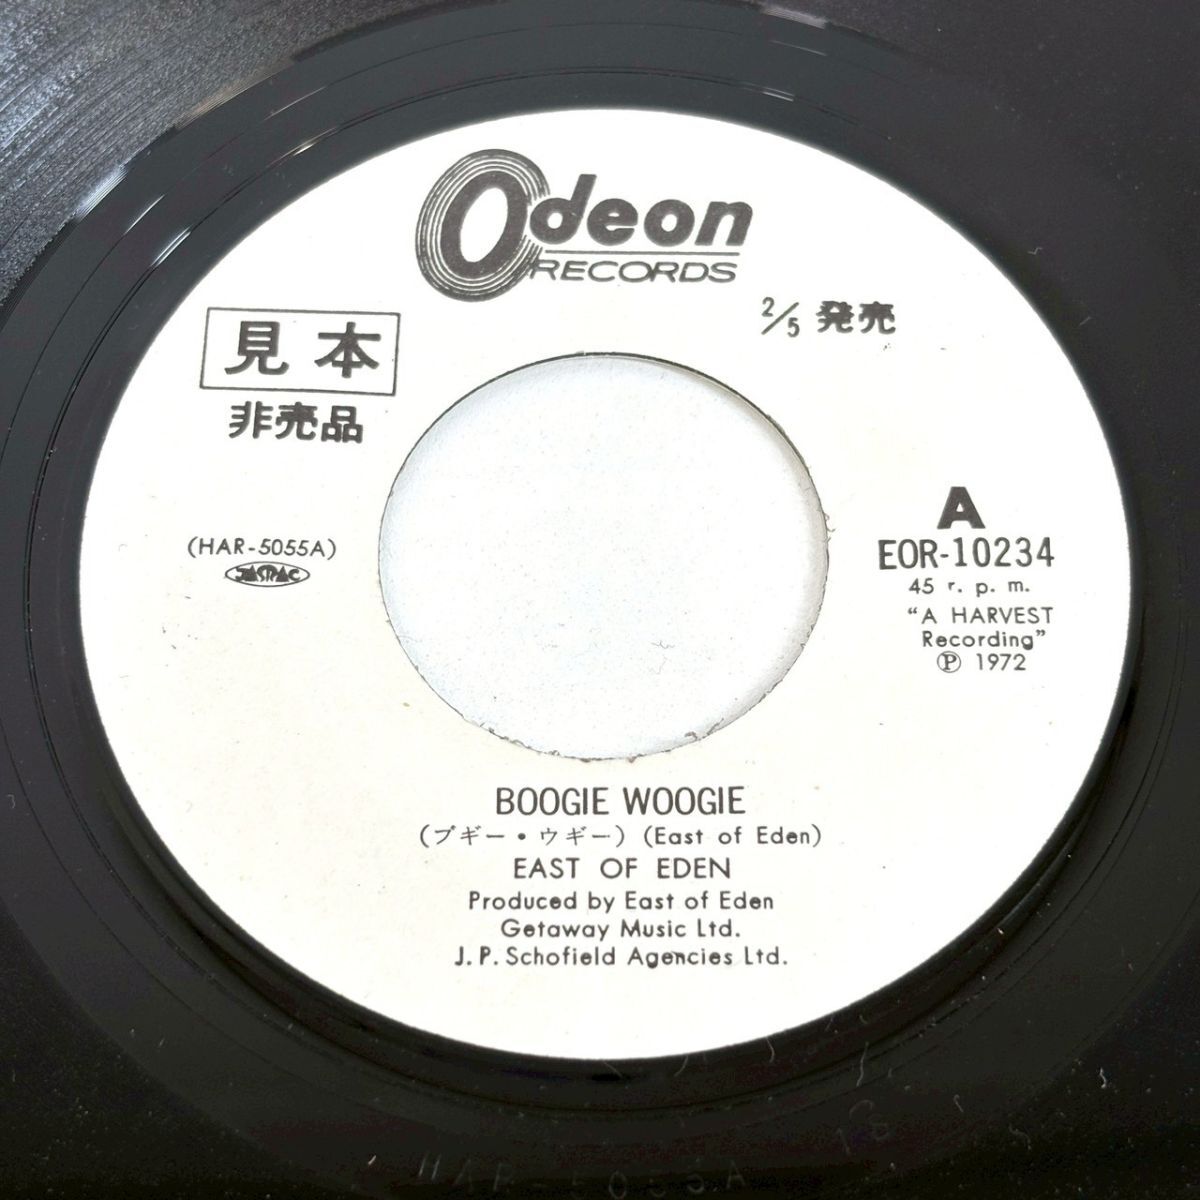 Odeon
RECORDS
2/5 発売
見本
非売品
(HAR-5055A)
JASRAC
A
EOR-10234
45 r. p. m.
"A HARVEST
Recording"
Ⓟ 1972
BOOGIE WOOGIE
(ブギー・ウギー) (East of Eden)
EAST OF EDEN
Produced by East of Eden
Getaway Music Ltd.
J. P. Schofield Agencies Ltd.
HAR-5055A